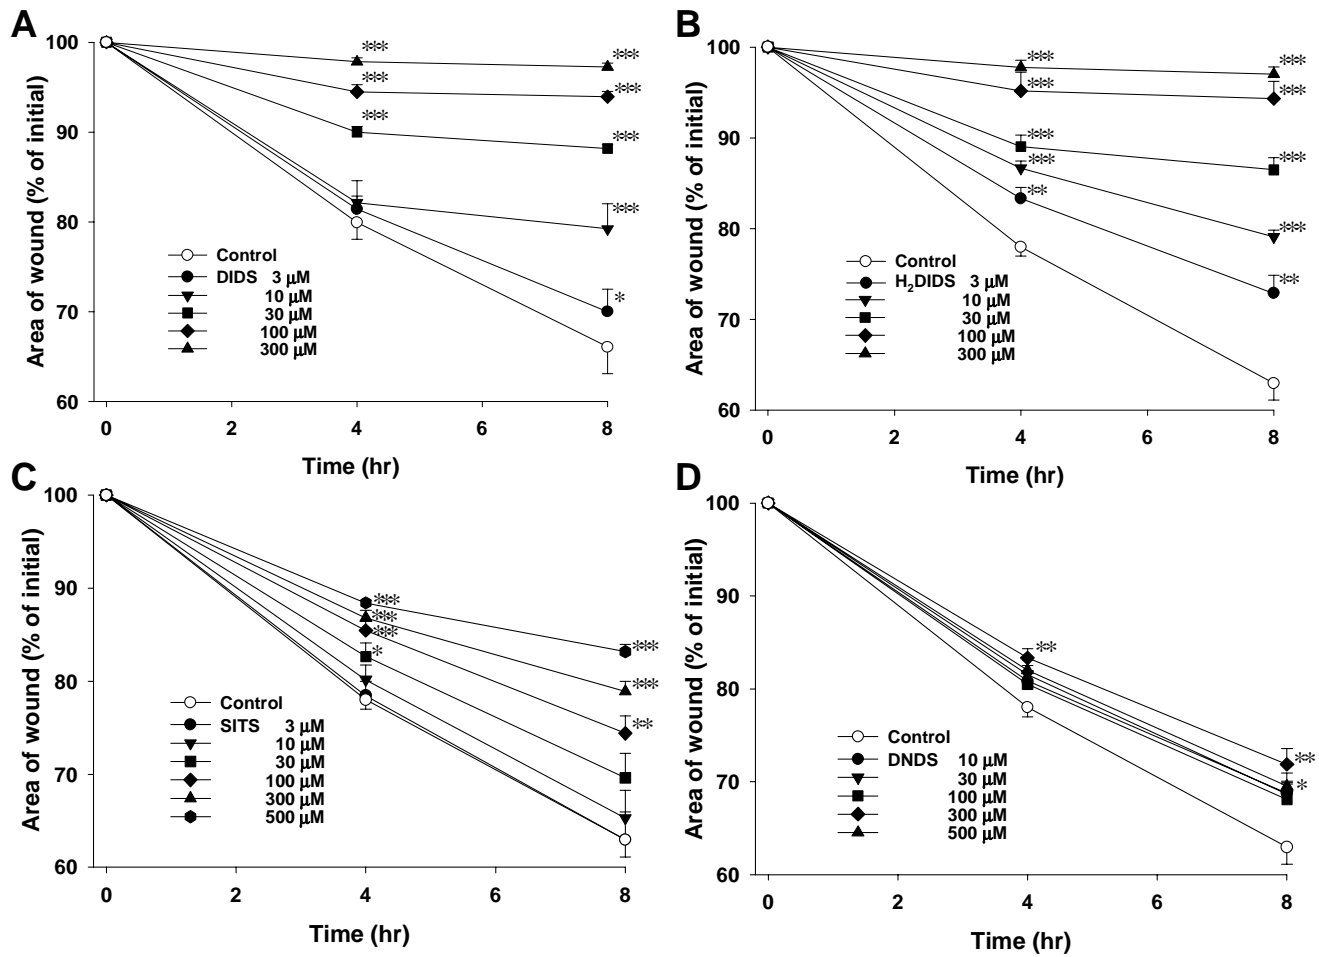 A
Area of wound (% of initial)
100
90
80
70
60
***
***
***
***
***
***
***
*
Control
DIDS 3 μM
10 μM
30 μM
100 μM
300 μM
0 2 4 6 8
Time (hr)
B
Area of wound (% of initial)
100
90
80
70
60
***
***
***
***
**
***
***
***
***
**
Control
H₂DIDS 3 μM
10 μM
30 μM
100 μM
300 μM
0 2 4 6 8
Time (hr)
C
Area of wound (% of initial)
100
90
80
70
60
***
***
***
*
***
***
**
Control
SITS 3 μM
10 μM
30 μM
100 μM
300 μM
500 μM
0 2 4 6 8
Time (hr)
D
Area of wound (% of initial)
100
90
80
70
60
**
**
*
Control
DNDS 10 μM
30 μM
100 μM
300 μM
500 μM
0 2 4 6 8
Time (hr)